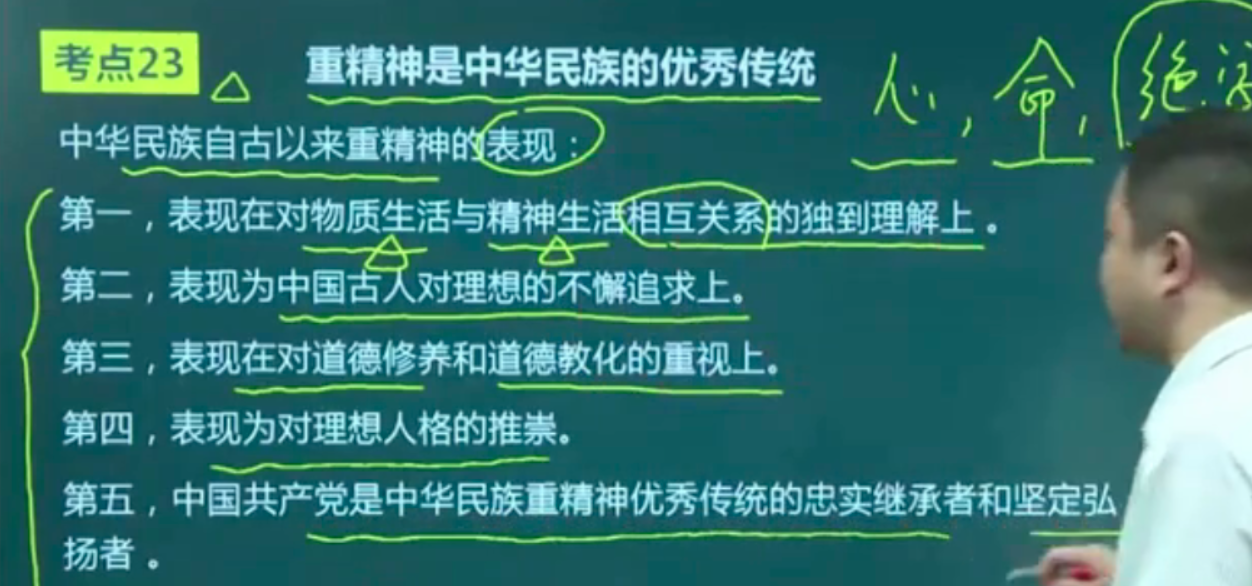 考点23 重精神是中华民族的优秀传统
心，命，绝
中华民族自古以来重精神的表现：
第一，表现在对物质生活与精神生活相互关系的独到理解上。
第二，表现为中国古人对理想的不懈追求上。
第三，表现在对道德修养和道德教化的重视上。
第四，表现为对理想人格的推崇。
第五，中国共产党是中华民族重精神优秀传统的忠实继承者和坚定弘
扬者。